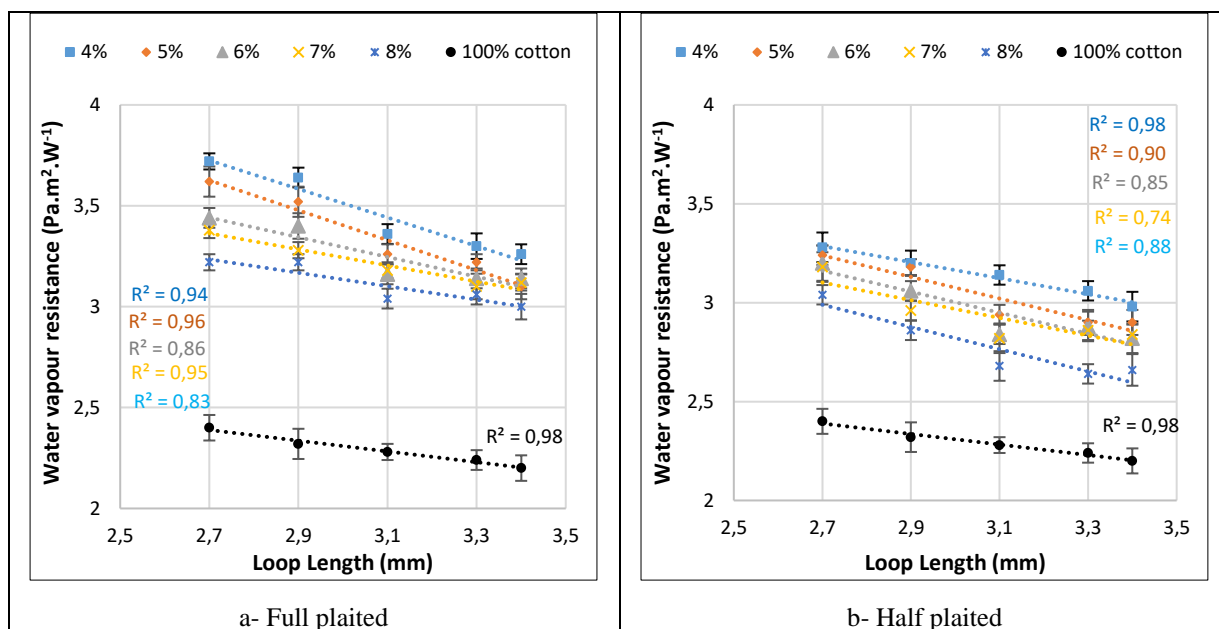 4% 5% 6% 7% 8% 100% cotton
Water vapour resistance (Pa.m².W⁻¹)
4
3,5
3
2,5
2
R² = 0,94
R² = 0,96
R² = 0,86
R² = 0,95
R² = 0,83
R² = 0,98
2,5 2,7 2,9 3,1 3,3 3,5
Loop Length (mm)
a- Full plaited
4% 5% 6% 7% 8% 100% cotton
Water vapour resistance (Pa.m².W⁻¹)
4
3,5
3
2,5
2
R² = 0,98
R² = 0,90
R² = 0,85
R² = 0,74
R² = 0,88
R² = 0,98
2,5 2,7 2,9 3,1 3,3 3,5
Loop Length (mm)
b- Half plaited